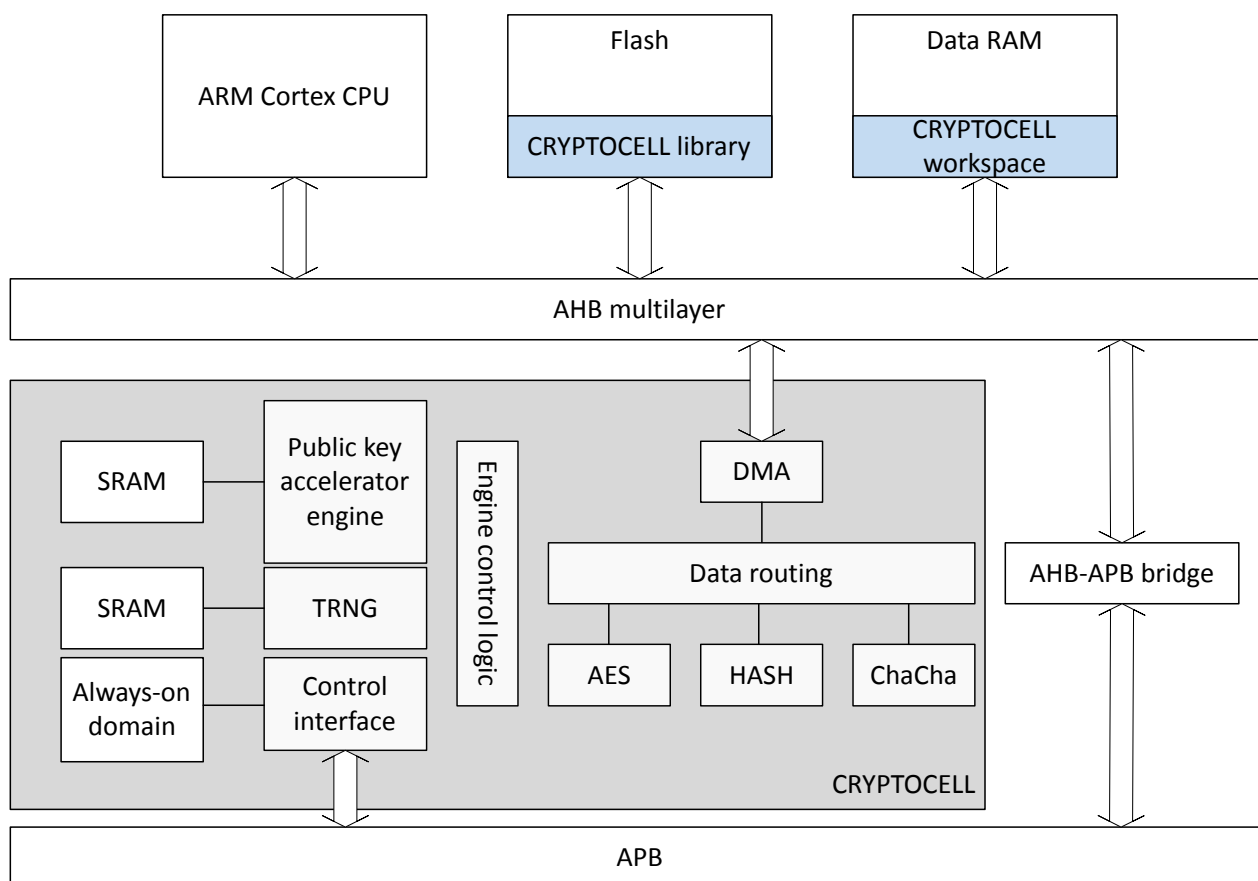 ARM Cortex CPU
Flash
CRYPTOCELL library
Data RAM
CRYPTOCELL
workspace
AHB multilayer
SRAM
Public key
accelerator
engine
SRAM
TRNG
Always-on
domain
Control
interface
Engine control logic
DMA
Data routing
AES
HASH
ChaCha
CRYPTOCELL
AHB-APB bridge
APB